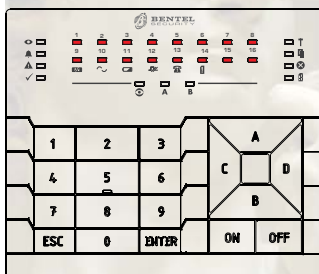 BENTEL
SECURITY
1 2 3 4 5 6 7 8
9 10 11 12 13 14 15 16
A B
1 2 3 A
4 5 6 C D
7 8 9 B
ESC 0 ENTER ON OFF